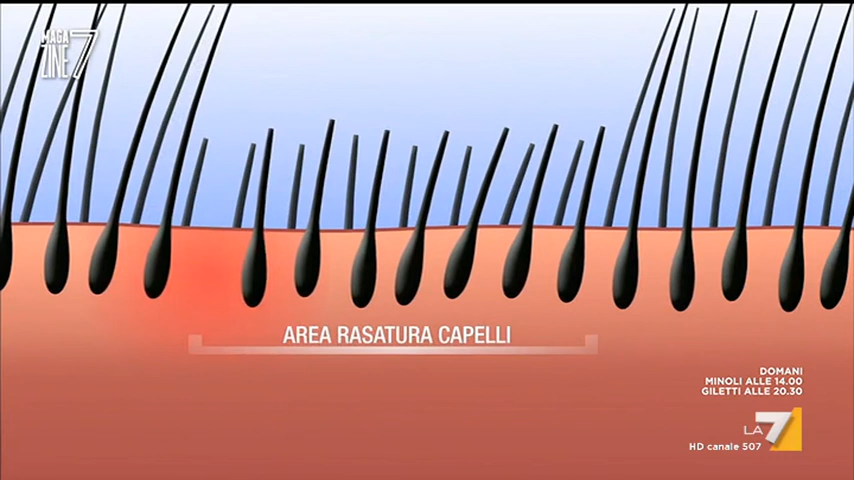 MAGA
ZINE 7
AREA RASATURA CAPELLI
DOMANI
MINOLI ALLE 14.00
GILETTI ALLE 20.30
LA 7
HD canale 507